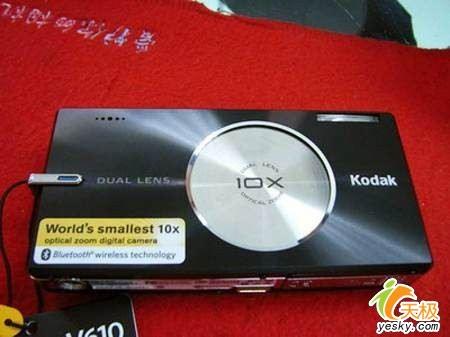 DUAL LENS
DUAL LENS
10X
OPTICAL ZOOM
Kodak
World's smallest 10x
optical zoom digital camera
Bluetooth® wireless technology
V610
天极
yesky.com